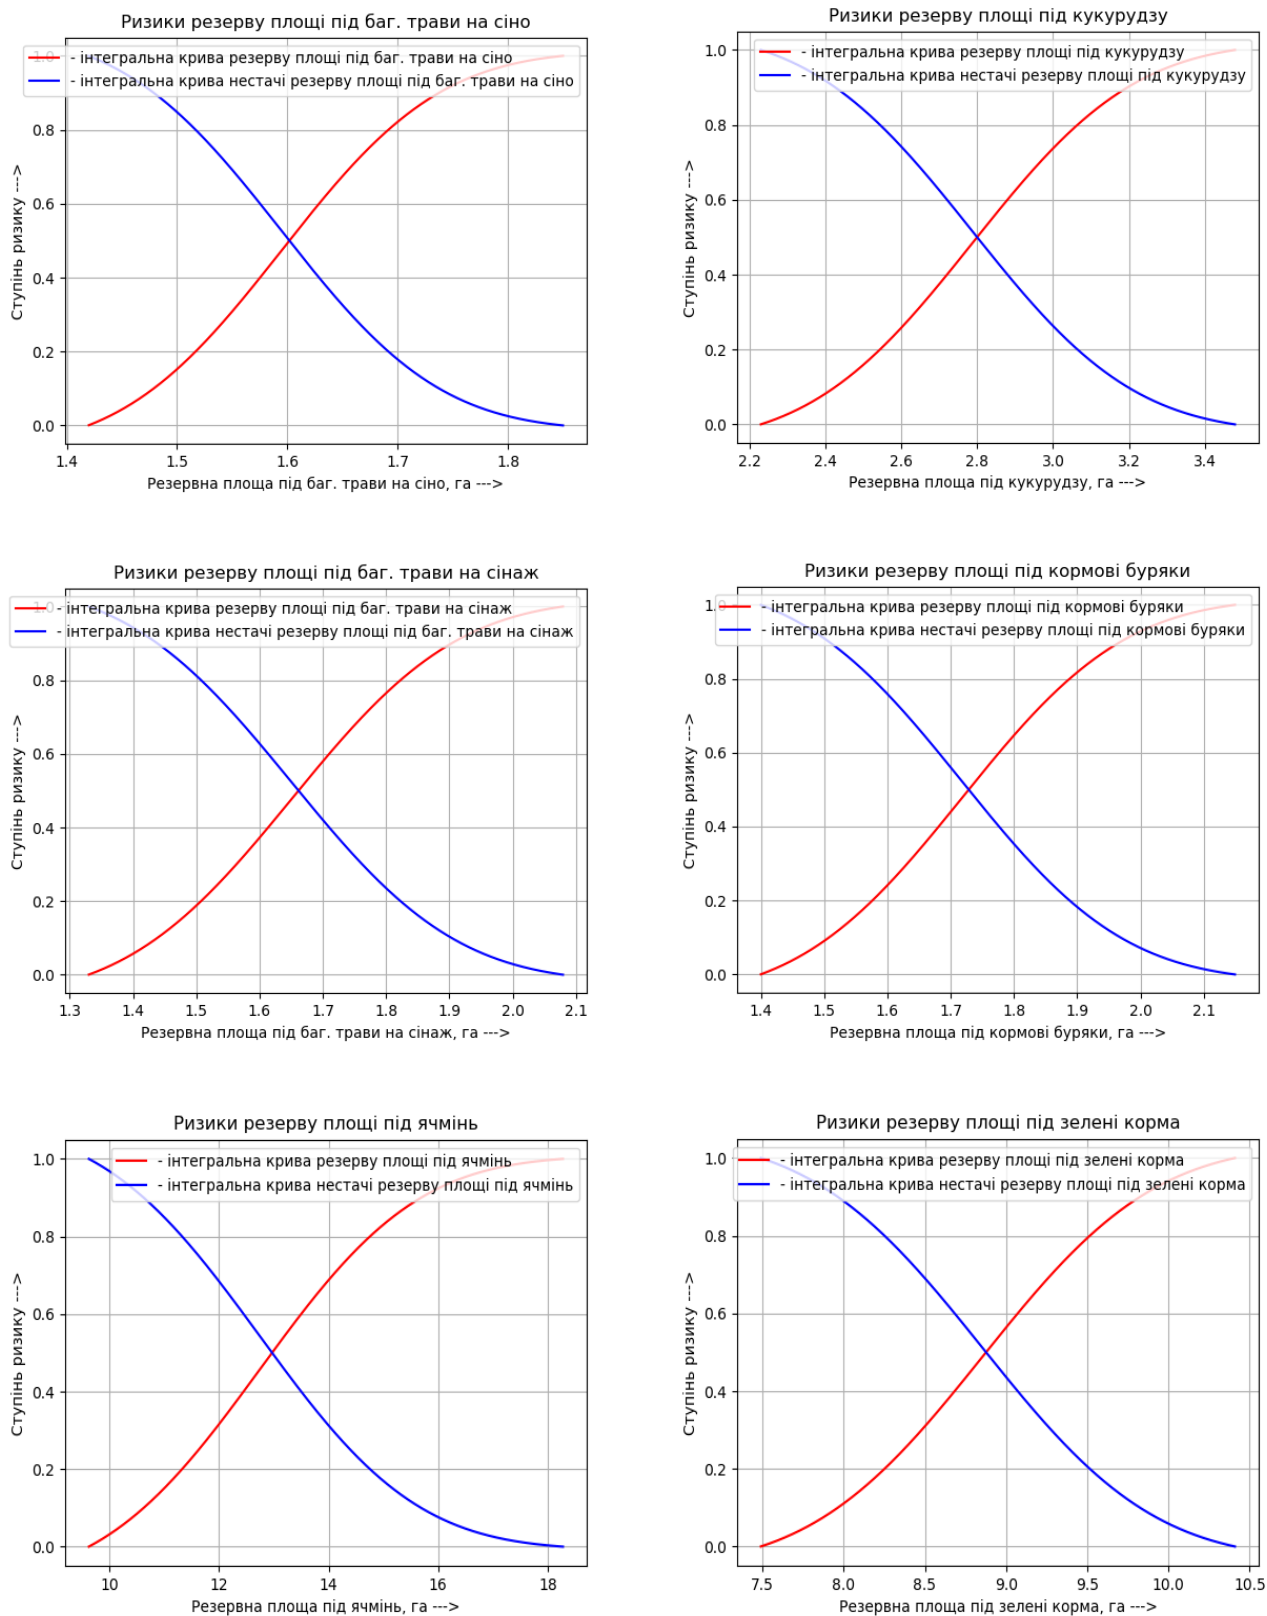 Ризики резерву площі під баг. трави на сіно
- інтегральна крива резерву площі під баг. трави на сіно
- інтегральна крива нестачі резерву площі під баг. трави на сіно
Ступінь ризику --->
1.0
0.8
0.6
0.4
0.2
0.0
1.4 1.5 1.6 1.7 1.8
Резервна площа під баг. трави на сіно, га --->
Ризики резерву площі під кукурудзу
- інтегральна крива резерву площі під кукурудзу
- інтегральна крива нестачі резерву площі під кукурудзу
Ступінь ризику --->
1.0
0.8
0.6
0.4
0.2
0.0
2.2 2.4 2.6 2.8 3.0 3.2 3.4
Резервна площа під кукурудзу, га --->
Ризики резерву площі під баг. трави на сінаж
- інтегральна крива резерву площі під баг. трави на сінаж
- інтегральна крива нестачі резерву площі під баг. трави на сінаж
Ступінь ризику --->
1.0
0.8
0.6
0.4
0.2
0.0
1.3 1.4 1.5 1.6 1.7 1.8 1.9 2.0 2.1
Резервна площа під баг. трави на сінаж, га --->
Ризики резерву площі під кормові буряки
- інтегральна крива резерву площі під кормові буряки
- інтегральна крива нестачі резерву площі під кормові буряки
Ступінь ризику --->
1.0
0.8
0.6
0.4
0.2
0.0
1.4 1.5 1.6 1.7 1.8 1.9 2.0 2.1
Резервна площа під кормові буряки, га --->
Ризики резерву площі під ячмінь
- інтегральна крива резерву площі під ячмінь
- інтегральна крива нестачі резерву площі під ячмінь
Ступінь ризику --->
1.0
0.8
0.6
0.4
0.2
0.0
10 12 14 16 18
Резервна площа під ячмінь, га --->
Ризики резерву площі під зелені корма
- інтегральна крива резерву площі під зелені корма
- інтегральна крива нестачі резерву площі під зелені корма
Ступінь ризику --->
1.0
0.8
0.6
0.4
0.2
0.0
7.5 8.0 8.5 9.0 9.5 10.0 10.5
Резервна площа під зелені корма, га --->